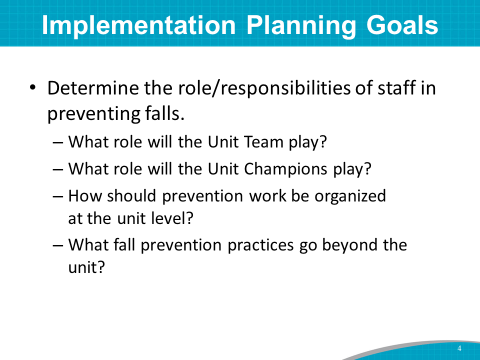 Implementation Planning Goals
• Determine the role/responsibilities of staff in
preventing falls.
– What role will the Unit Team play?
– What role will the Unit Champions play?
– How should prevention work be organized
at the unit level?
– What fall prevention practices go beyond the
unit?
4